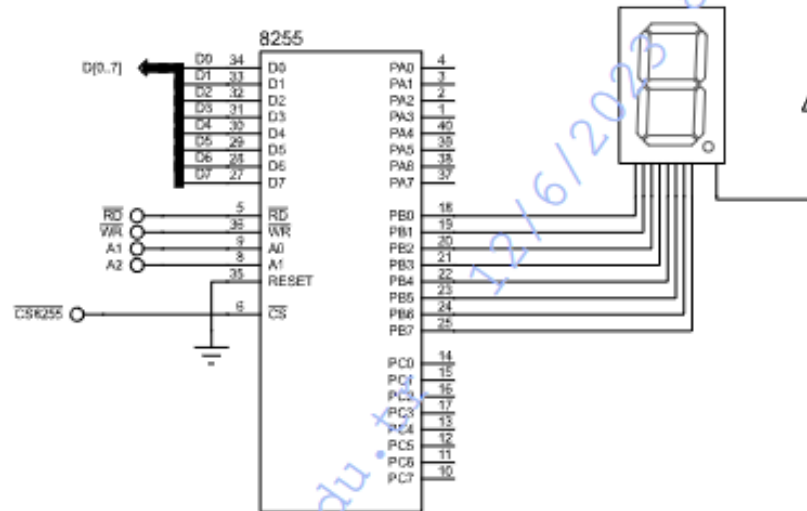 8255
D[0..7]
D0 34 D0
D1 33 D1
D2 32 D2
D3 31 D3
D4 30 D4
D5 29 D5
D6 28 D6
D7 27 D7
RD 5 RD
WR 36 WR
A1 9 A0
A2 8 A1
35 RESET
CS8255 6 CS
PA0 4
PA1 3
PA2 2
PA3 1
PA4 40
PA5 39
PA6 38
PA7 37
PB0 18
PB1 19
PB2 20
PB3 21
PB4 22
PB5 23
PB6 24
PB7 25
PC0 14
PC1 15
PC2 16
PC3 17
PC4 13
PC5 12
PC6 11
PC7 10
du.tr
12/6/2023